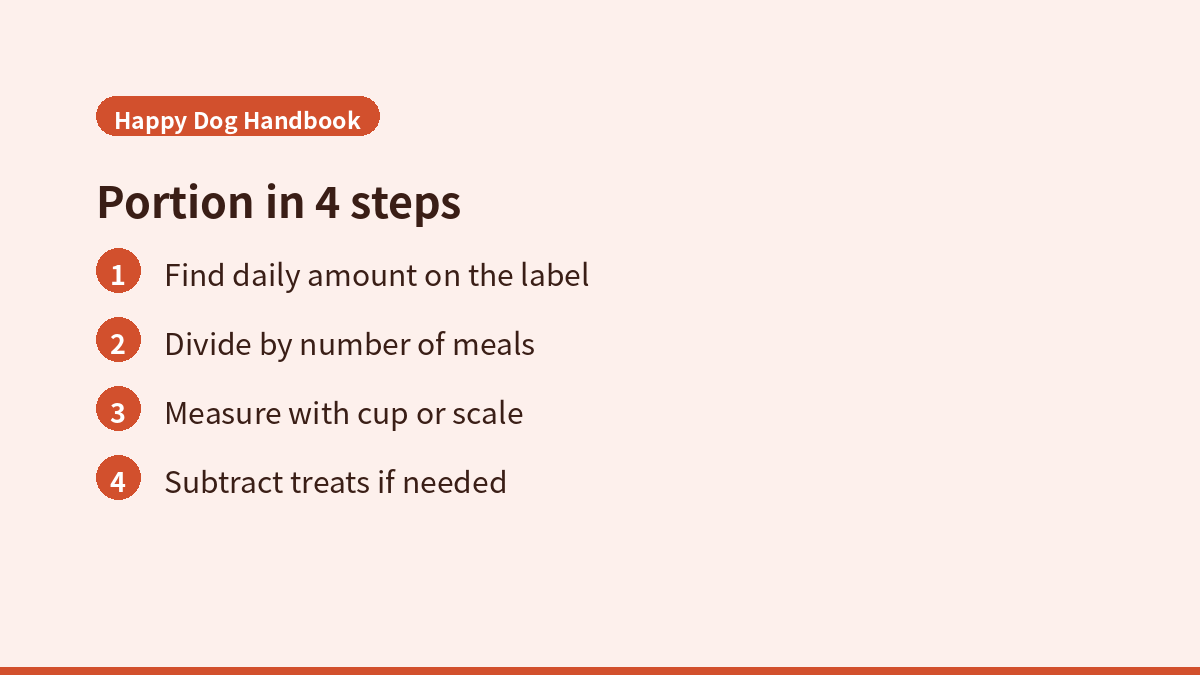 Happy Dog Handbook
Portion in 4 steps
1 Find daily amount on the label
2 Divide by number of meals
3 Measure with cup or scale
4 Subtract treats if needed